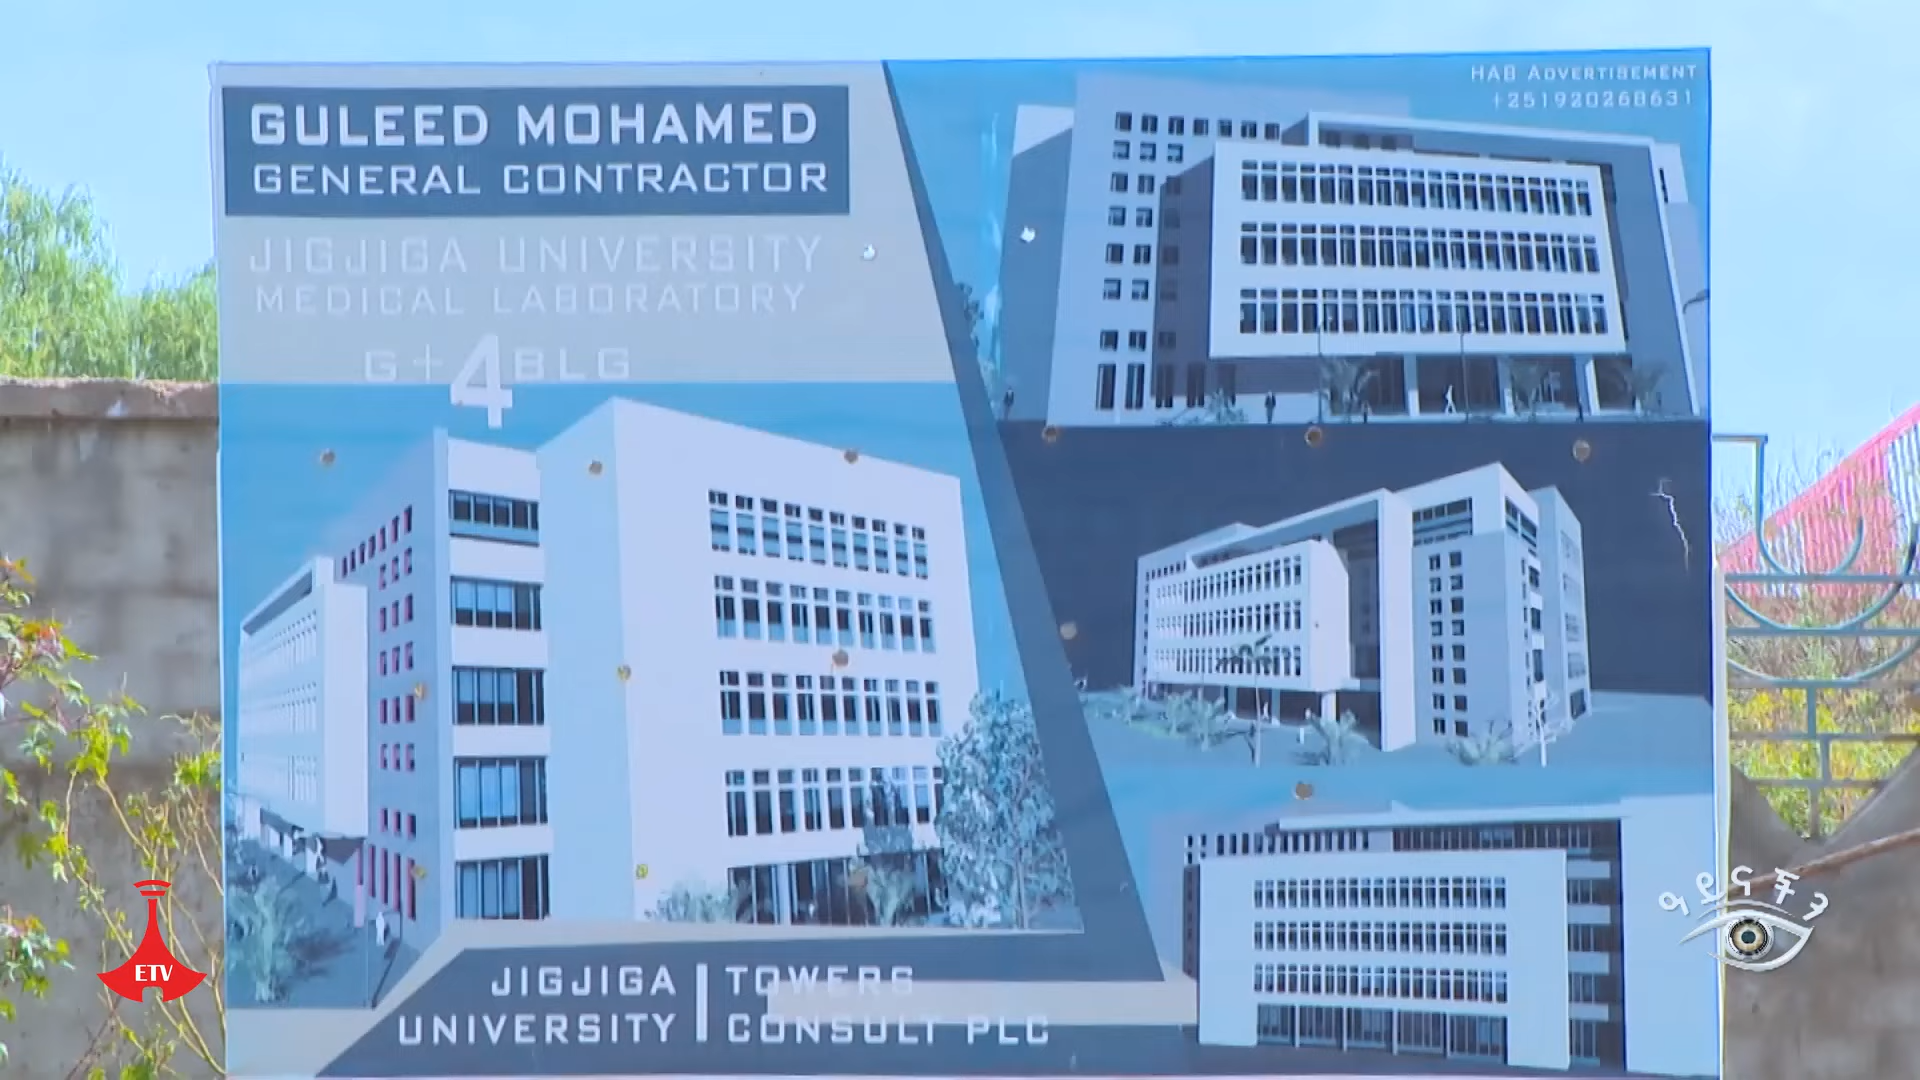 GULEED MOHAMED
GENERAL CONTRACTOR
JIGJIGA UNIVERSITY
MEDICAL LABORATORY
G+4 BLG
HAB ADVERTISEMENT
+251920268631
JIGJIGA
UNIVERSITY
TOWERS
CONSULT PLC
ETV
ዓይናችን